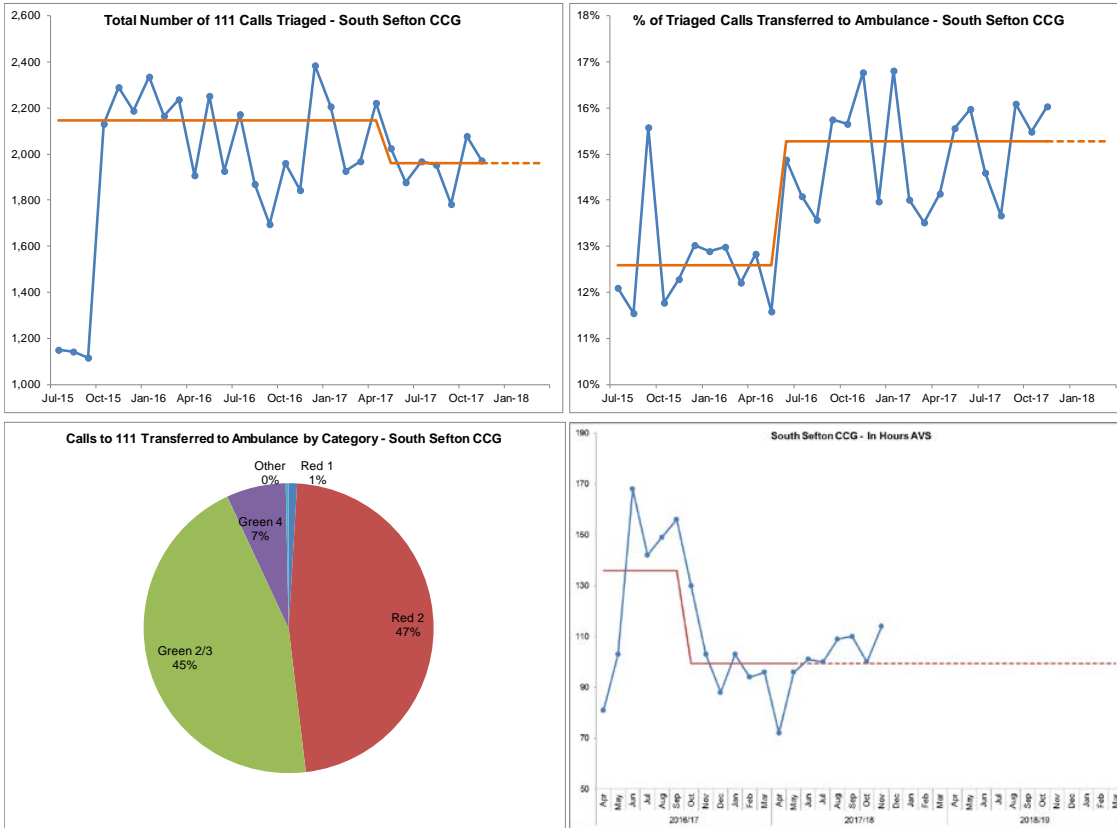 Total Number of 111 Calls Triaged - South Sefton CCG
2,600
2,400
2,200
2,000
1,800
1,600
1,400
1,200
1,000
Jul-15 Oct-15 Jan-16 Apr-16 Jul-16 Oct-16 Jan-17 Apr-17 Jul-17 Oct-17 Jan-18
% of Triaged Calls Transferred to Ambulance - South Sefton CCG
18%
17%
16%
15%
14%
13%
12%
11%
10%
Jul-15 Oct-15 Jan-16 Apr-16 Jul-16 Oct-16 Jan-17 Apr-17 Jul-17 Oct-17 Jan-18
Calls to 111 Transferred to Ambulance by Category - South Sefton CCG
Other
0%
Red 1
1%
Green 4
7%
Red 2
47%
Green 2/3
45%
South Sefton CCG - In Hours AVS
190
170
150
130
110
90
70
50
Apr May Jun Jul Aug Sep Oct Nov Dec Jan Feb Mar Apr May Jun Jul Aug Sep Oct Nov Dec Jan Feb Mar Apr May Jun Jul Aug Sep Oct Nov Dec Jan Feb Mar
2016/17 2017/18 2018/19